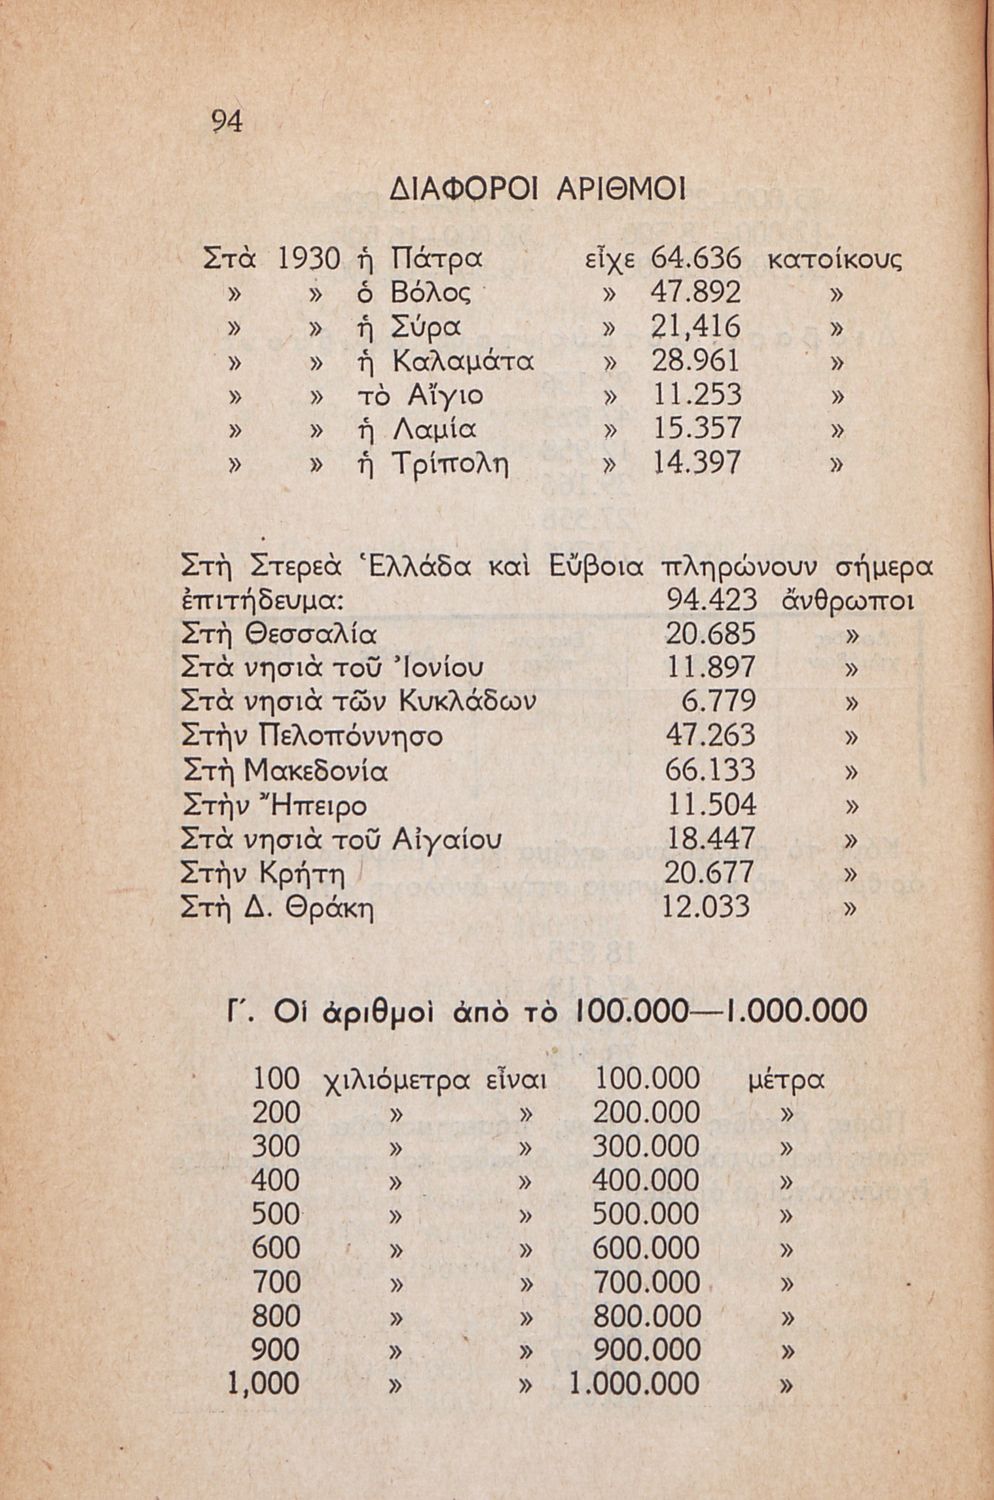 94
ΔΙΑΦΟΡΟΙ ΑΡΙΘΜΟΙ
Στὰ 1930 ἡ Πάτρα εἶχε 64.636 κατοίκους
» » ὁ Βόλος » 47.892 »
» » ἡ Σύρα » 21,416 »
» » ἡ Καλαμάτα » 28.961 »
» » τὸ Αἴγιο » 11.253 »
» » ἡ Λαμία » 15.357 »
» » ἡ Τρίπολη » 14.397 »
Στὴ Στερεὰ Ἑλλάδα καὶ Εὔβοια πληρώνουν σήμερα
ἐπιτήδευμα: 94.423 ἄνθρωποι
Στὴ Θεσσαλία 20.685 »
Στὰ νησιὰ τοῦ Ἰονίου 11.897 »
Στὰ νησιὰ τῶν Κυκλάδων 6.779 »
Στὴν Πελοπόννησο 47.263 »
Στὴ Μακεδονία 66.133 »
Στὴν Ἤπειρο 11.504 »
Στὰ νησιὰ τοῦ Αἰγαίου 18.447 »
Στὴν Κρήτη 20.677 »
Στὴ Δ. Θράκη 12.033 »
Γ΄. Οἱ ἀριθμοὶ ἀπὸ τὸ 100.000—1.000.000
100 χιλιόμετρα εἶναι 100.000 μέτρα
200 » » 200.000 »
300 » » 300.000 »
400 » » 400.000 »
500 » » 500.000 »
600 » » 600.000 »
700 » » 700.000 »
800 » » 800.000 »
900 » » 900.000 »
1,000 » » 1.000.000 »